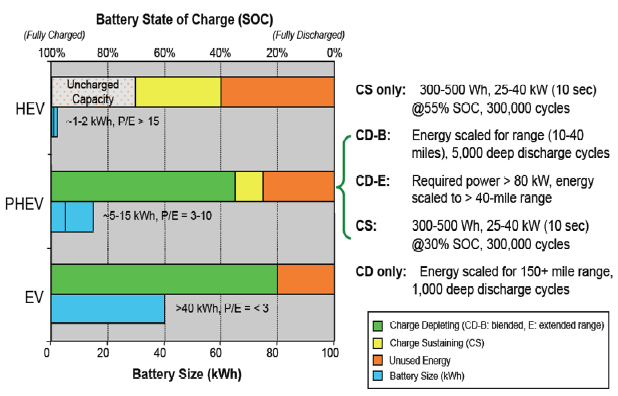 Battery State of Charge (SOC)
(Fully Charged) (Fully Discharged)
100% 80% 60% 40% 20% 0%
HEV
Uncharged
Capacity
~1-2 kWh, P/E > 15
PHEV
~5-15 kWh, P/E = 3-10
EV
>40 kWh, P/E = < 3
0 20 40 60 80 100
Battery Size (kWh)
CS only: 300-500 Wh, 25-40 kW (10 sec)
@55% SOC, 300,000 cycles
CD-B: Energy scaled for range (10-40
miles), 5,000 deep discharge cycles
CD-E: Required power > 80 kW, energy
scaled to > 40-mile range
CS: 300-500 Wh, 25-40 kW (10 sec)
@30% SOC, 300,000 cycles
CD only: Energy scaled for 150+ mile range,
1,000 deep discharge cycles
Charge Depleting (CD-B: blended, E: extended range)
Charge Sustaining (CS)
Unused Energy
Battery Size (kWh)